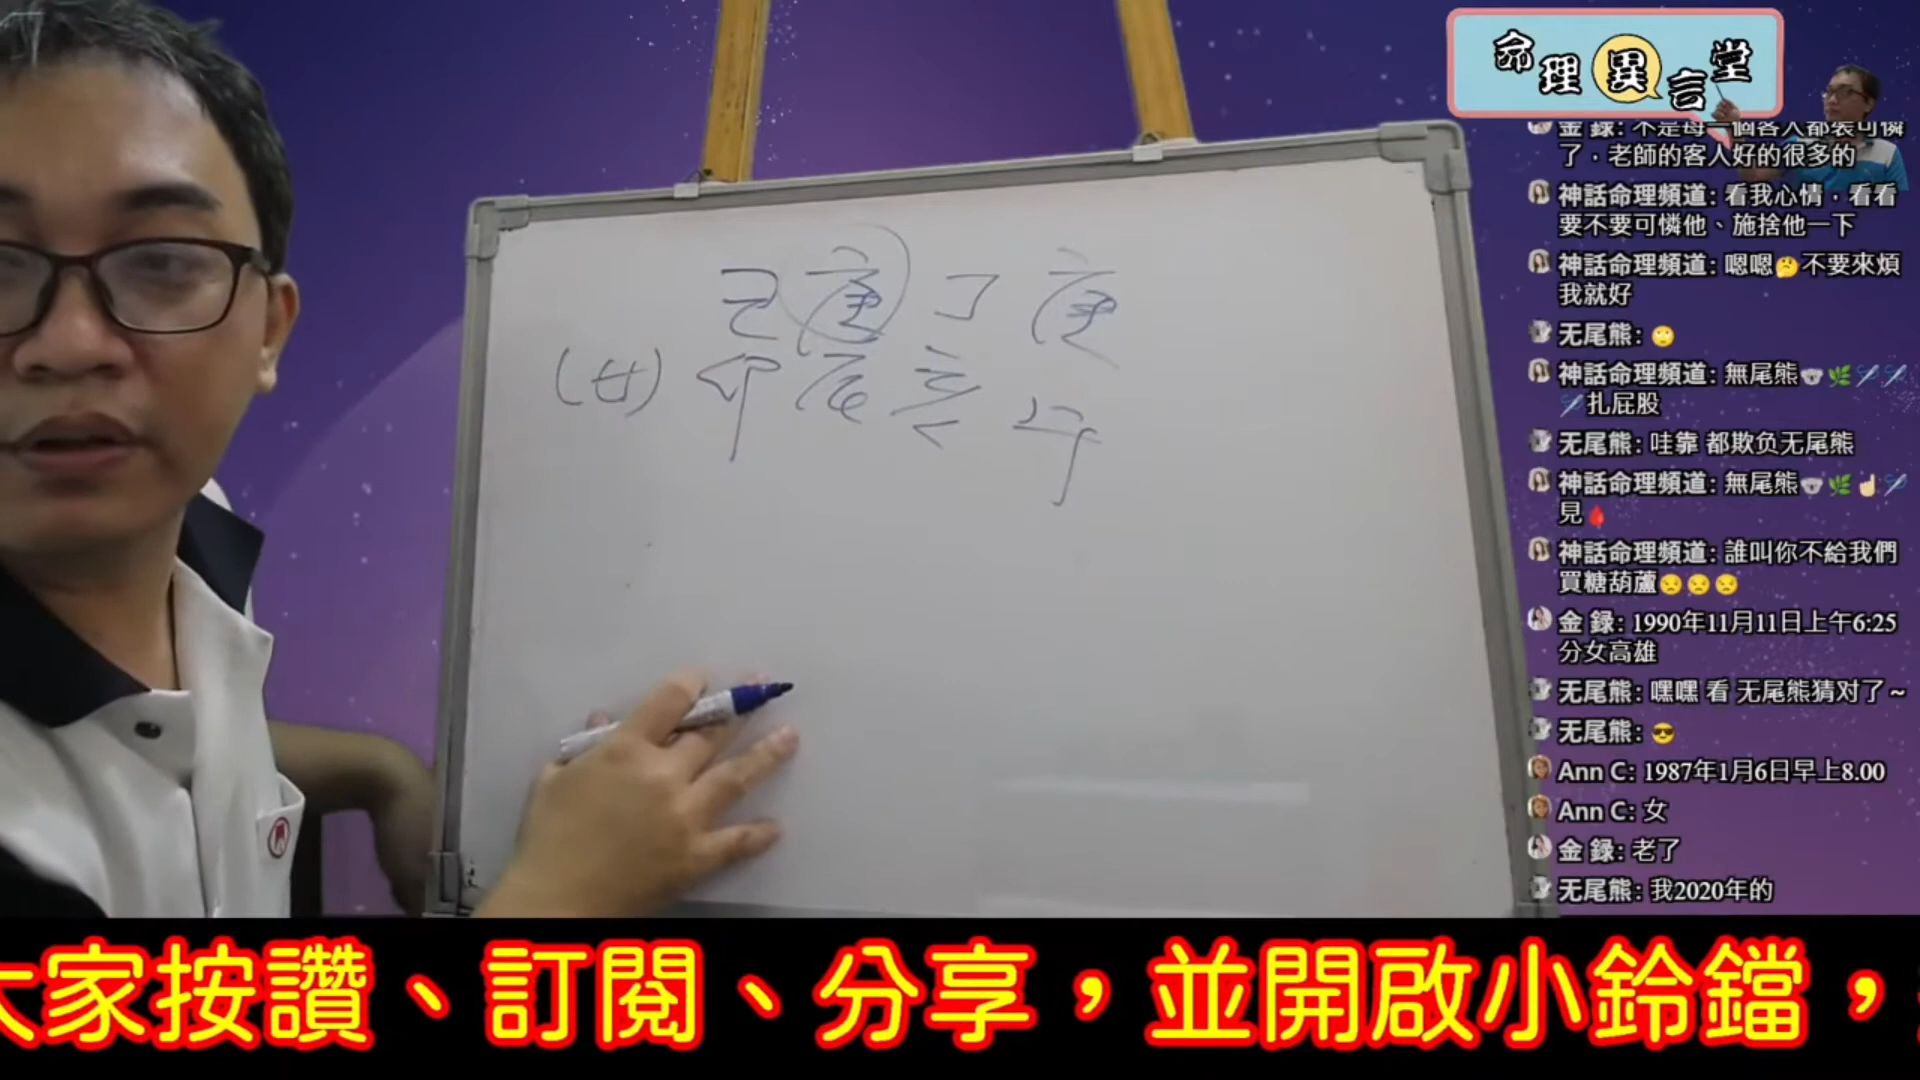 命理異言堂
己庚丁庚
(女)卯辰亥午
金 録: 不是每一個客人都裝可憐
了．老師的客人好的很多的
神話命理頻道: 看我心情．看看
要不要可憐他、施捨他一下
神話命理頻道: 嗯嗯🤔不要來煩
我就好
无尾熊: 🙄
神話命理頻道: 無尾熊🐨🌿🪡🪡
🪡扎屁股
无尾熊: 哇靠 都欺负无尾熊
神話命理頻道: 無尾熊🐨🌿☝🏻🪡
見🩸
神話命理頻道: 誰叫你不給我們
買糖葫蘆😒😒😒
金 録: 1990年11月11日上午6:25
分女高雄
无尾熊: 嘿嘿 看 无尾熊猜对了～
无尾熊: 😎
Ann C: 1987年1月6日早上8.00
Ann C: 女
金 録: 老了
无尾熊: 我2020年的
大家按讚、訂閱、分享，並開啟小鈴鐺，